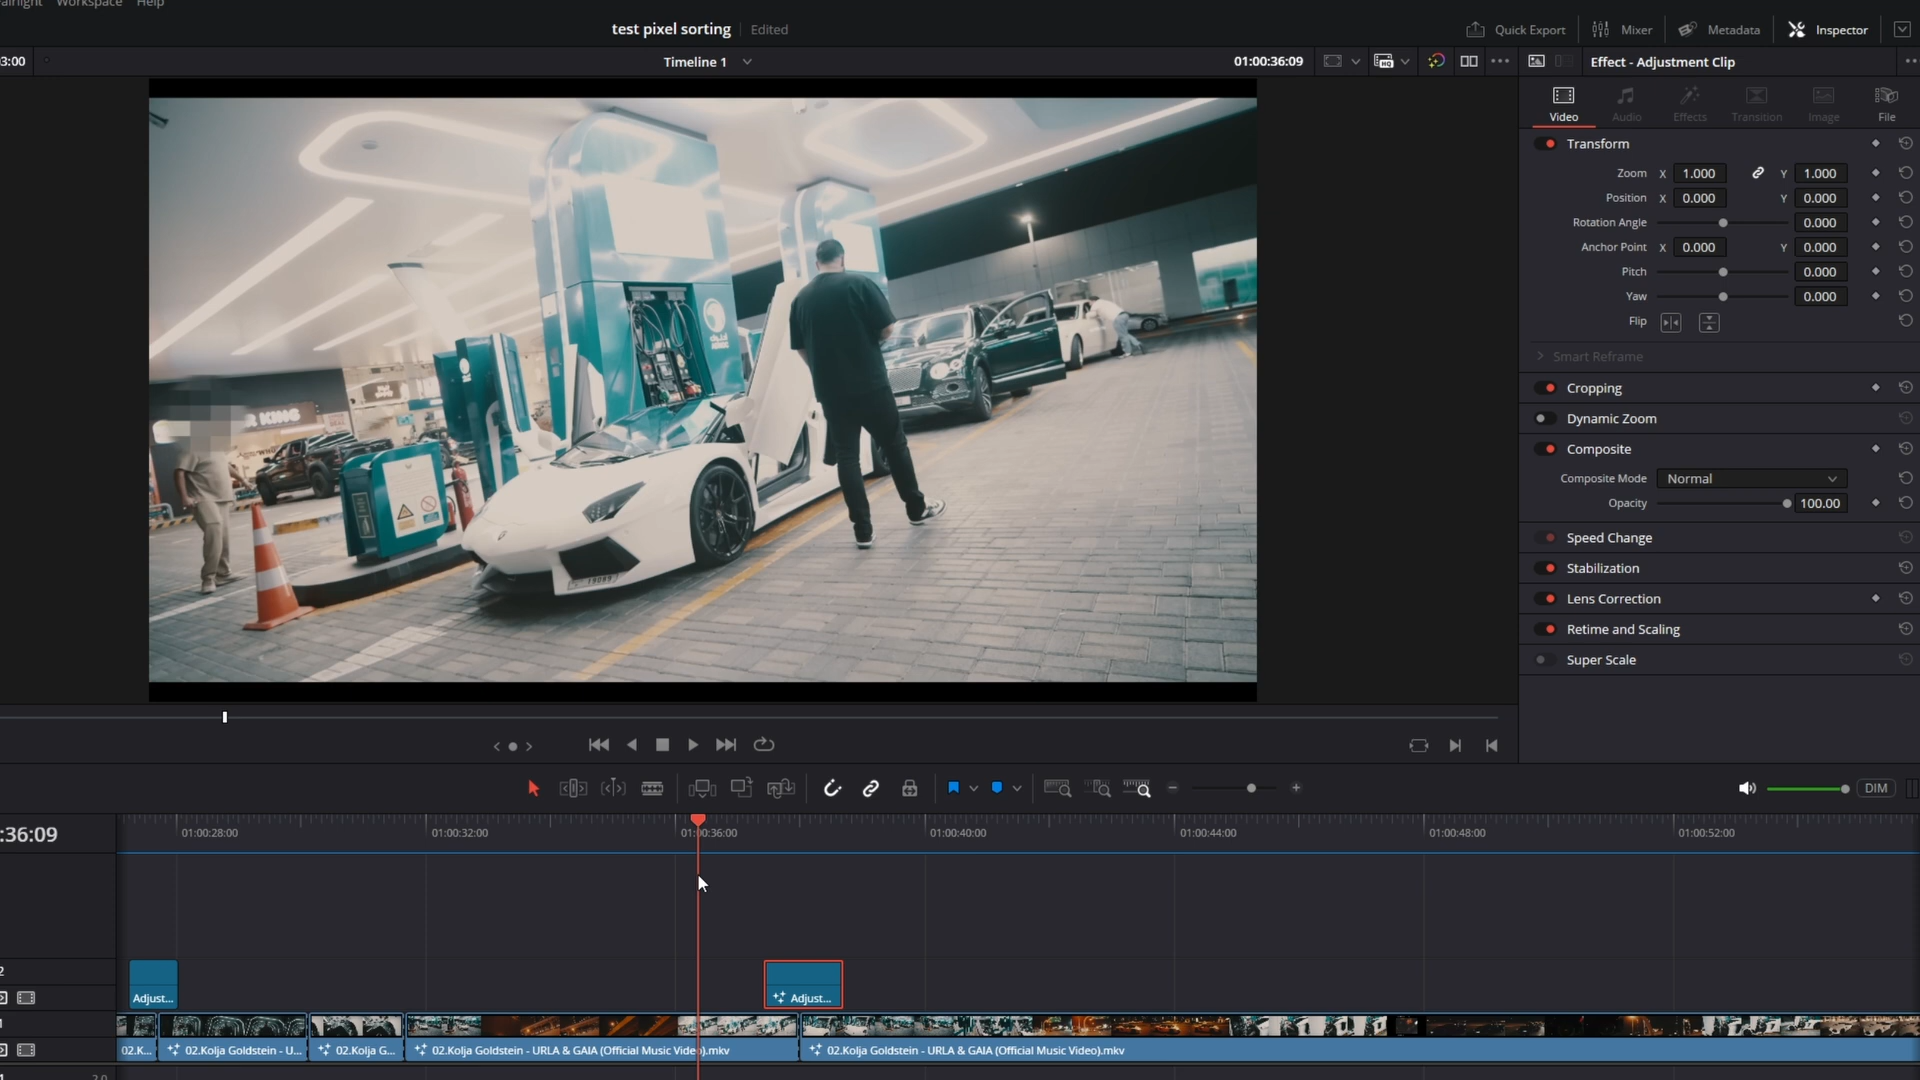 Workspace Help
test pixel sorting Edited
Quick Export Mixer Metadata Inspector
3:00
Timeline 1
01:00:36:09
HQ
Effect - Adjustment Clip
Video Audio Effects Transition Image File
Transform
Zoom X 1.000 Y 1.000
Position X 0.000 Y 0.000
Rotation Angle 0.000
Anchor Point X 0.000 Y 0.000
Pitch 0.000
Yaw 0.000
Flip
Smart Reframe
Cropping
Dynamic Zoom
Composite
Composite Mode Normal
Opacity 100.00
Speed Change
Stabilization
Lens Correction
Retime and Scaling
Super Scale
R KING
DIM
:36:09
01:00:28:00 01:00:32:00 01:00:36:00 01:00:40:00 01:00:44:00 01:00:48:00 01:00:52:00
2
Adjust... Adjust...
1
02.K... 02.Kolja Goldstein - U... 02.Kolja G... 02.Kolja Goldstein - URLA & GAIA (Official Music Video).mkv 02.Kolja Goldstein - URLA & GAIA (Official Music Video).mkv